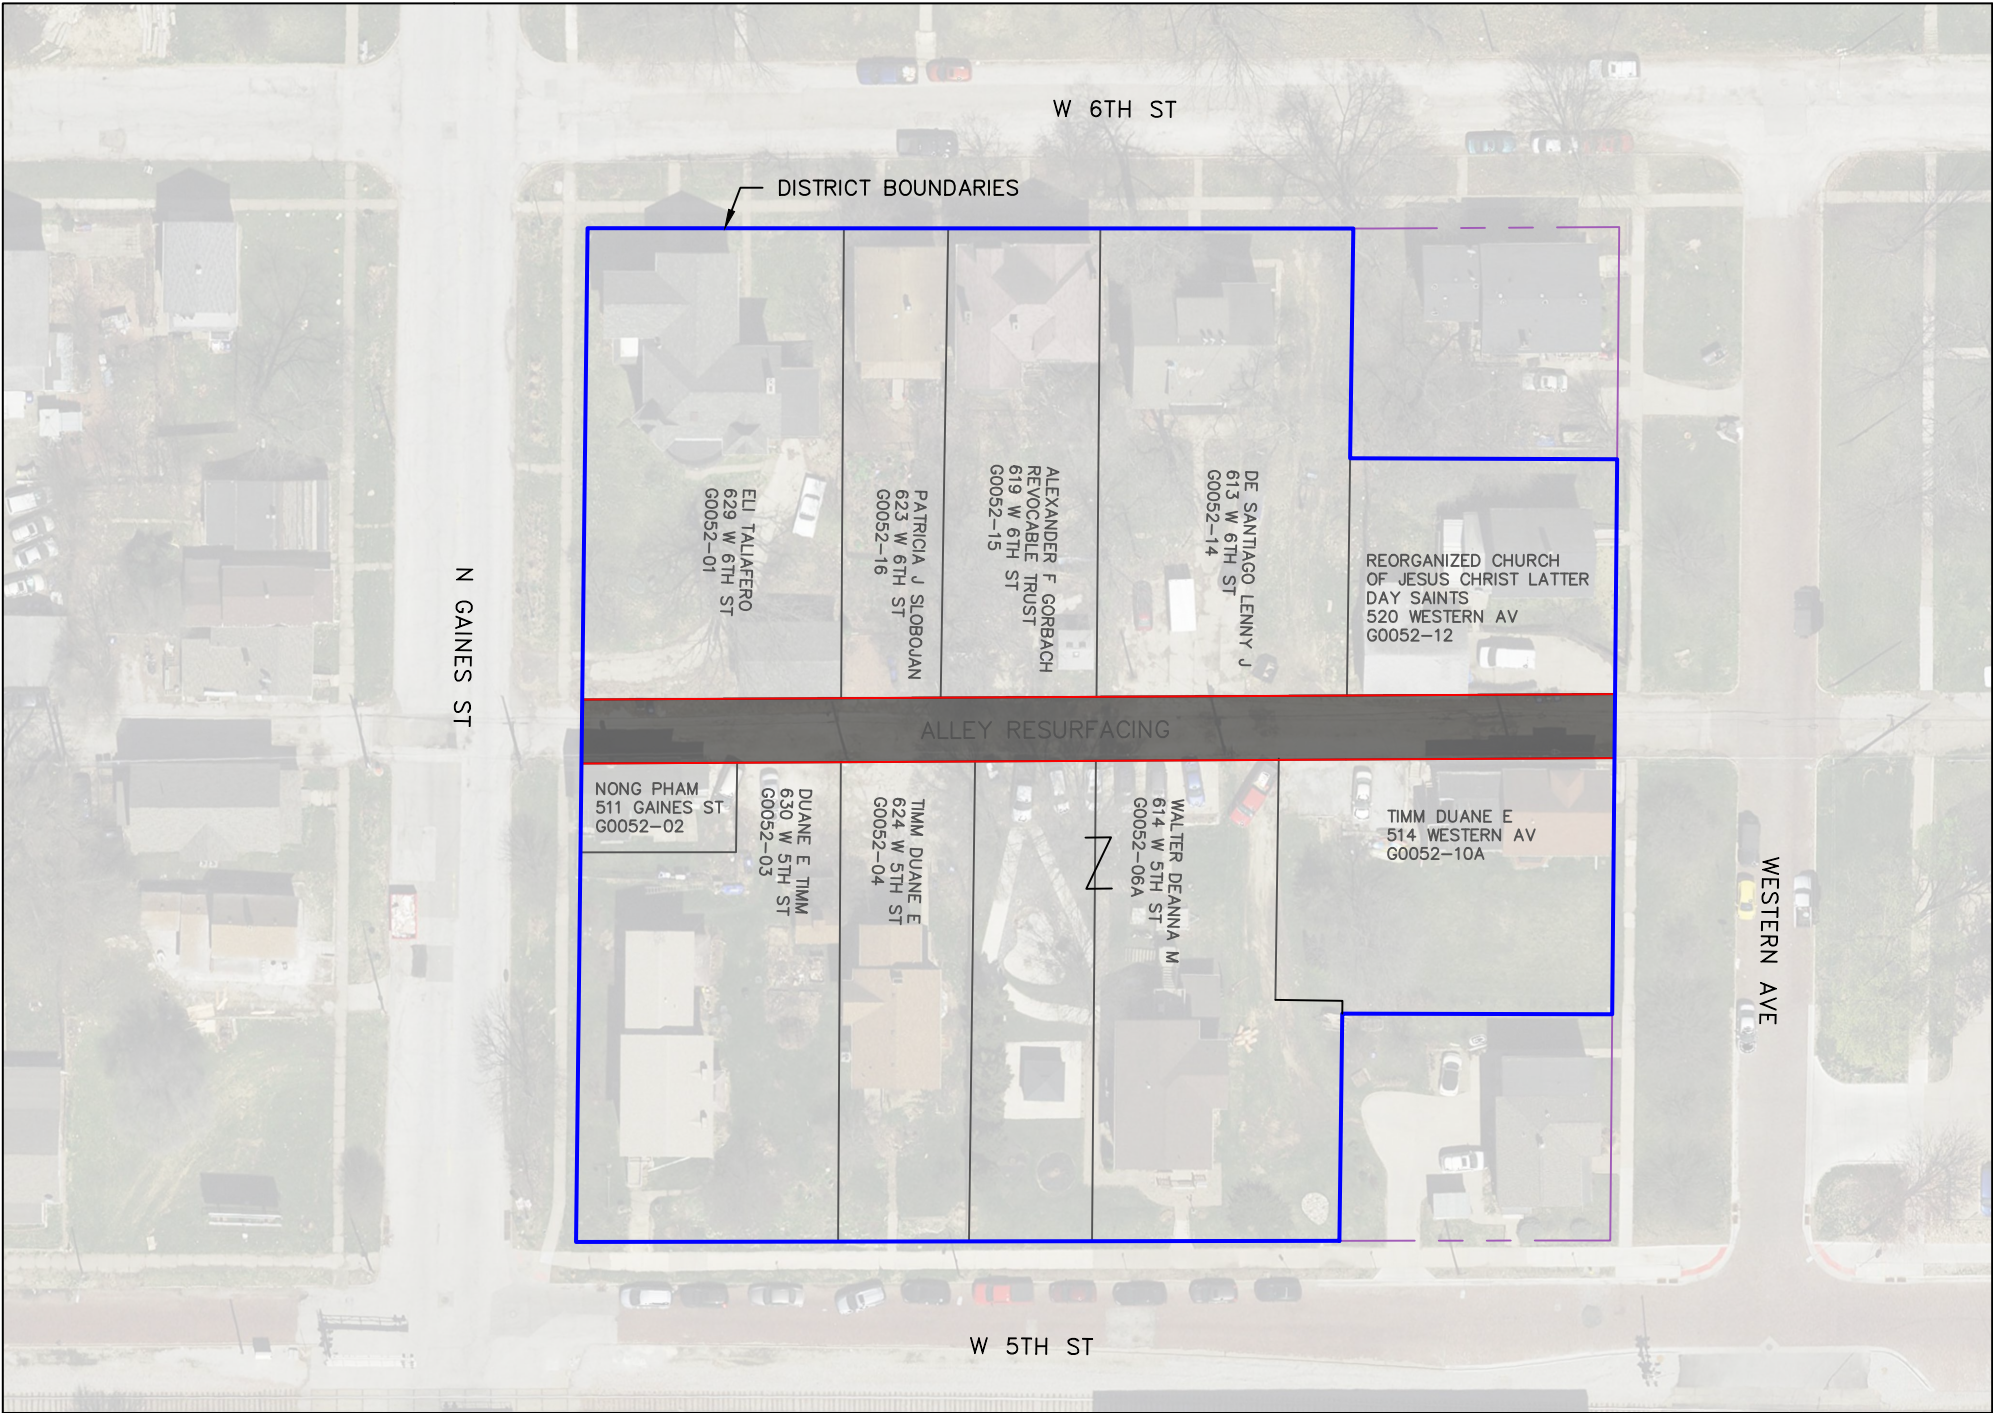 W 6TH ST
DISTRICT BOUNDARIES
N GAINES ST
ELI TALIAFERO
629 W 6TH ST
G0052-01
PATRICIA J SLOBOJAN
623 W 6TH ST
G0052-16
ALEXANDER F GORBACH
REVOCABLE TRUST
619 W 6TH ST
G0052-15
DE SANTIAGO LENNY J
613 W 6TH ST
G0052-14
REORGANIZED CHURCH
OF JESUS CHRIST LATTER
DAY SAINTS
520 WESTERN AV
G0052-12
ALLEY RESURFACING
NONG PHAM
511 GAINES ST
G0052-02
DUANE E TIMM
630 W 5TH ST
G0052-03
TIMM DUANE E
624 W 5TH ST
G0052-04
Z
WALTER DEANNA M
614 W 5TH ST
G0052-06A
TIMM DUANE E
514 WESTERN AV
G0052-10A
WESTERN AVE
W 5TH ST